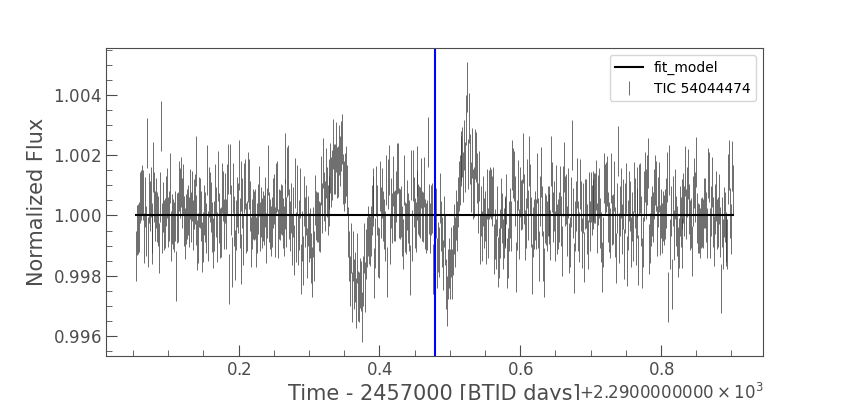 fit_model
TIC 54044474
Normalized Flux
1.004
1.002
1.000
0.998
0.996
0.2
0.4
0.6
0.8
Time - 2457000 [BTJD days]
+2.2900000000 × 10³